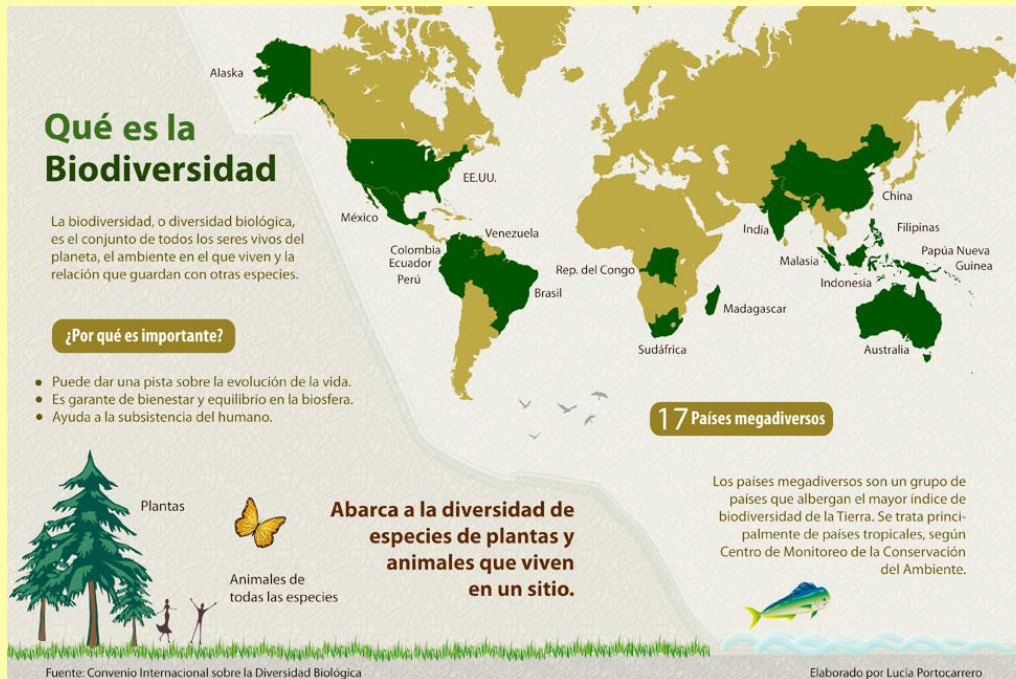 Qué es la
Biodiversidad
La biodiversidad, o diversidad biológica,
es el conjunto de todos los seres vivos del
planeta, el ambiente en el que viven y la
relación que guardan con otras especies.
¿Por qué es importante?
Puede dar una pista sobre la evolución de la vida.
Es garante de bienestar y equilibrio en la biosfera.
Ayuda a la subsistencia del humano.
Alaska
EE.UU.
México
Venezuela
Colombia
Ecuador
Perú
Brasil
Rep. del Congo
Madagascar
Sudáfrica
India
China
Filipinas
Malasia
Papúa Nueva
Guinea
Indonesia
Australia
17 Países megadiversos
Los países megadiversos son un grupo de
países que albergan el mayor índice de
biodiversidad de la Tierra. Se trata princi-
palmente de países tropicales, según
Centro de Monitoreo de la Conservación
del Ambiente.
Plantas
Animales de
todas las especies
Abarca a la diversidad de
especies de plantas y
animales que viven
en un sitio.
Fuente: Convenio Internacional sobre la Diversidad Biológica
Elaborado por Lucía Portocarrero